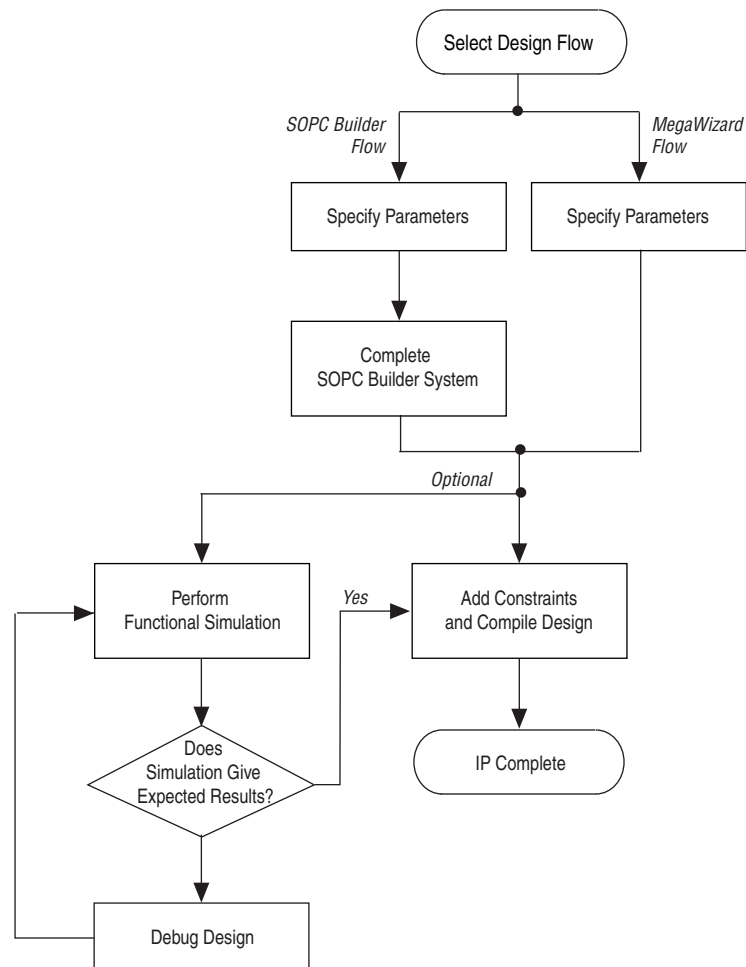 Select Design Flow
SOPC Builder
Flow
MegaWizard
Flow
Specify Parameters
Specify Parameters
Complete
SOPC Builder System
Optional
Perform
Functional Simulation
Yes
Add Constraints
and Compile Design
Does
Simulation Give
Expected Results?
IP Complete
Debug Design